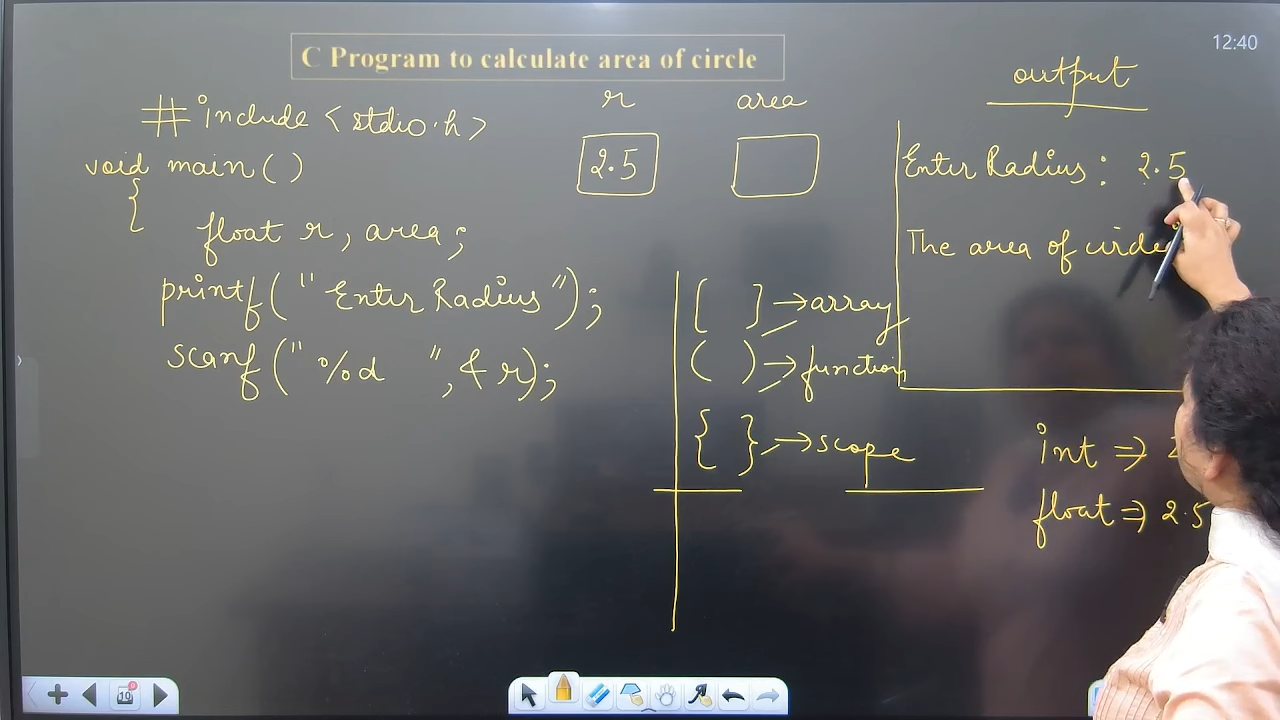 12:40
C Program to calculate area of circle
output
# include <stdio.h>
r area
void main()
2.5
Enter Radius: 2.5
{
float r, area;
The area of circle
printf("Enter Radius");
[ ] → array
scanf("%d ", & r);
( ) → function
{ } → scope
int ⇒
float ⇒ 2.5
10